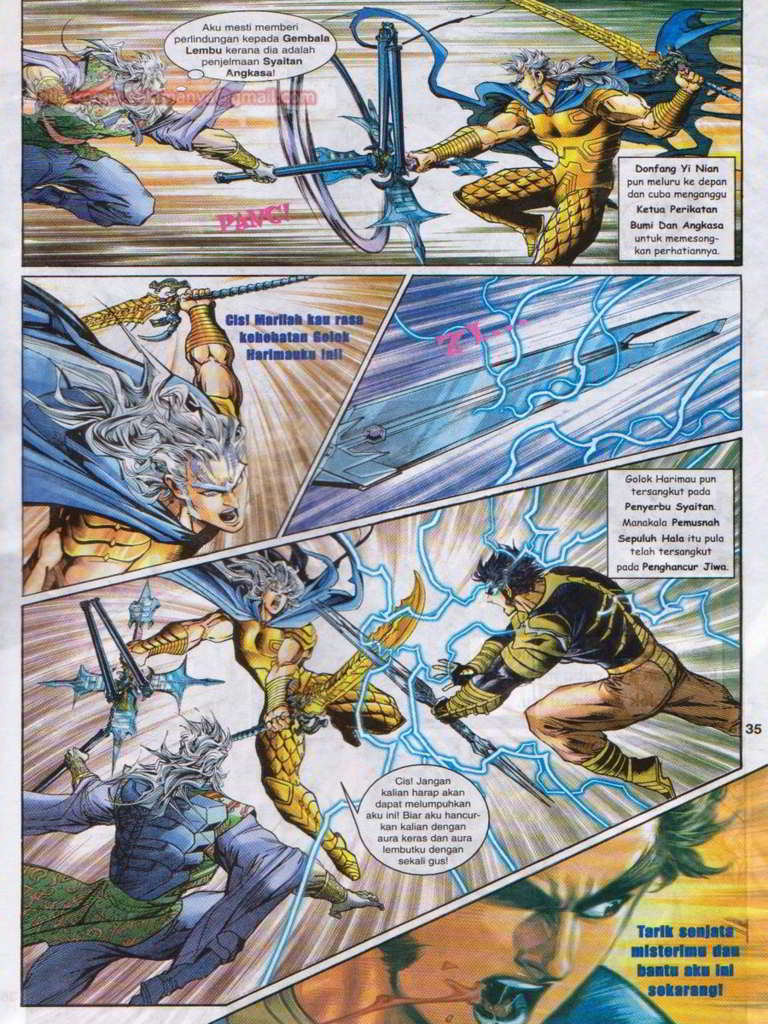 Aku mesti memberi
perlindungan kepada Gembala
Lembu kerana dia adalah
penjelmaan Syaitan
Angkasa!
PANG!
Donfang Yi Nian
pun meluru ke depan
dan cuba menganggu
Ketua Perikatan
Bumi Dan Angkasa
untuk memesong-
kan perhatiannya.
Cis! Marilah kau rasa
kehebatan Golok
Harimauku ini!
ZI...
Golok Harimau pun
tersangkut pada
Penyerbu Syaitan.
Manakala Pemusnah
Sepuluh Hala itu pula
telah tersangkut
pada Penghancur Jiwa.
35
Cis! Jangan
kalian harap akan
dapat melumpuhkan
aku ini! Biar aku hancur-
kan kalian dengan
aura keras dan aura
lembutku dengan
sekali gus!
Tarik senjata
misterimu dan
bantu aku ini
sekarang!